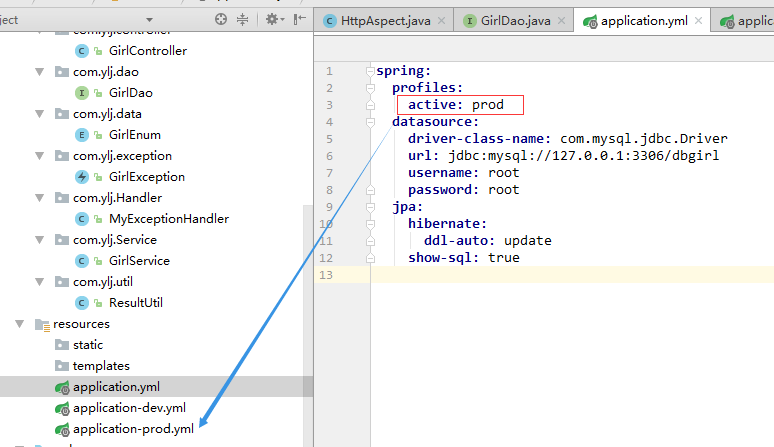 ject
com.ylj.controller
GirlController
com.ylj.dao
GirlDao
com.ylj.data
GirlEnum
com.ylj.exception
GirlException
com.ylj.Handler
MyExceptionHandler
com.ylj.Service
GirlService
com.ylj.util
ResultUtil
resources
static
templates
application.yml
application-dev.yml
application-prod.yml
HttpAspect.java
GirlDao.java
application.yml
applic
1 spring:
2 profiles:
3 active: prod
4 datasource:
5 driver-class-name: com.mysql.jdbc.Driver
6 url: jdbc:mysql://127.0.0.1:3306/dbgirl
7 username: root
8 password: root
9 jpa:
10 hibernate:
11 ddl-auto: update
12 show-sql: true
13